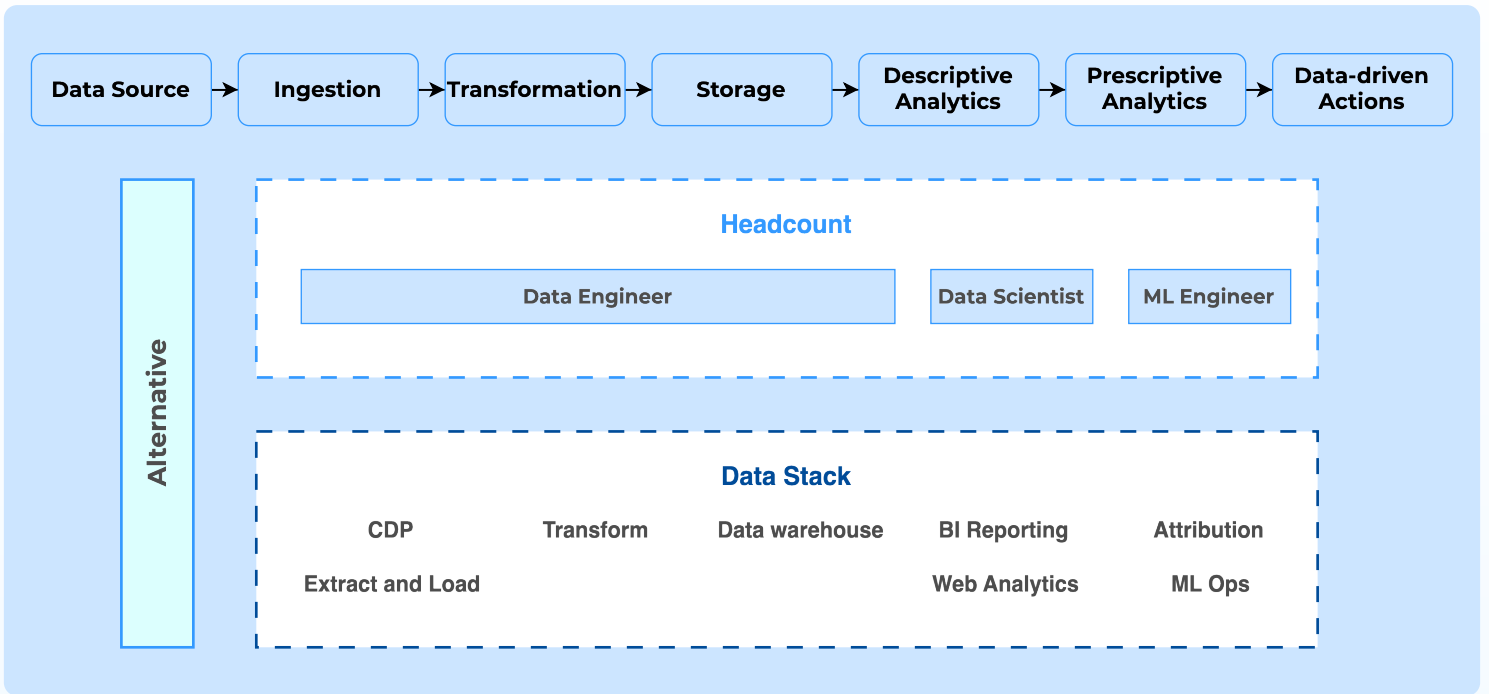 Data Source
Ingestion
Transformation
Storage
Descriptive
Analytics
Prescriptive
Analytics
Data-driven
Actions
Alternative
Headcount
Data Engineer
Data Scientist
ML Engineer
Data Stack
CDP
Transform
Data warehouse
BI Reporting
Attribution
Extract and Load
Web Analytics
ML Ops